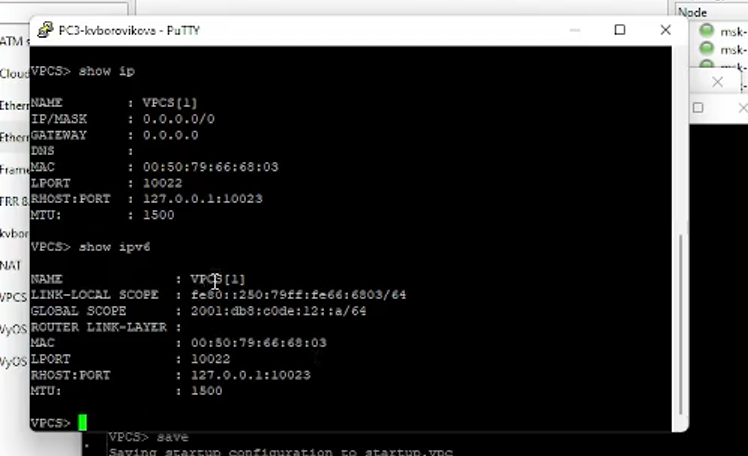 PC3-kvborovikova - PuTTY
Node
ATM
Cloud
Ethern
Ethern
Frame
FRR 8
kvbor
NAT
VPCS
VyOS
VyOS
msk-
msk-
msk-
VPCS> show ip
NAME : VPCS[1]
IP/MASK : 0.0.0.0/0
GATEWAY : 0.0.0.0
DNS :
MAC : 00:50:79:66:68:03
LPORT : 10022
RHOST:PORT : 127.0.0.1:10023
MTU: : 1500
VPCS> show ipv6
NAME : VPCS[1]
LINK-LOCAL SCOPE : fe80::250:79ff:fe66:6803/64
GLOBAL SCOPE : 2001:db8:c0de:12::a/64
ROUTER LINK-LAYER :
MAC : 00:50:79:66:68:03
LPORT : 10022
RHOST:PORT : 127.0.0.1:10023
MTU: : 1500
VPCS>
VPCS> save
Saving startup configuration to startup.vpc